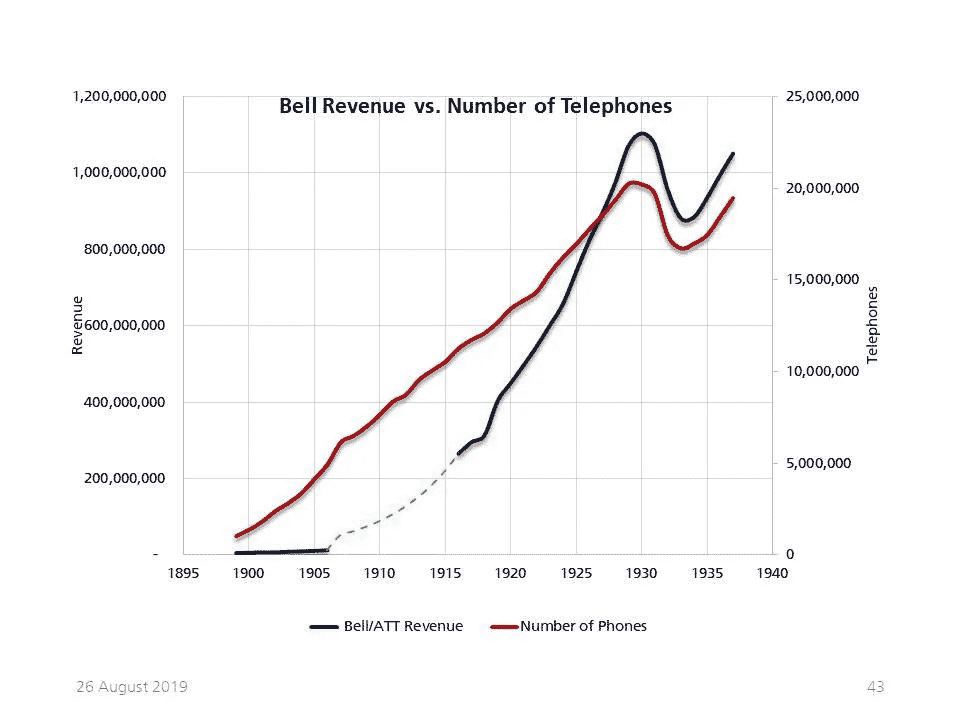 Bell Revenue vs. Number of Telephones
1,200,000,000
1,000,000,000
800,000,000
600,000,000
400,000,000
200,000,000
-
Revenue
25,000,000
20,000,000
15,000,000
10,000,000
5,000,000
0
Telephones
1895 1900 1905 1910 1915 1920 1925 1930 1935 1940
Bell/ATT Revenue Number of Phones
26 August 2019 43